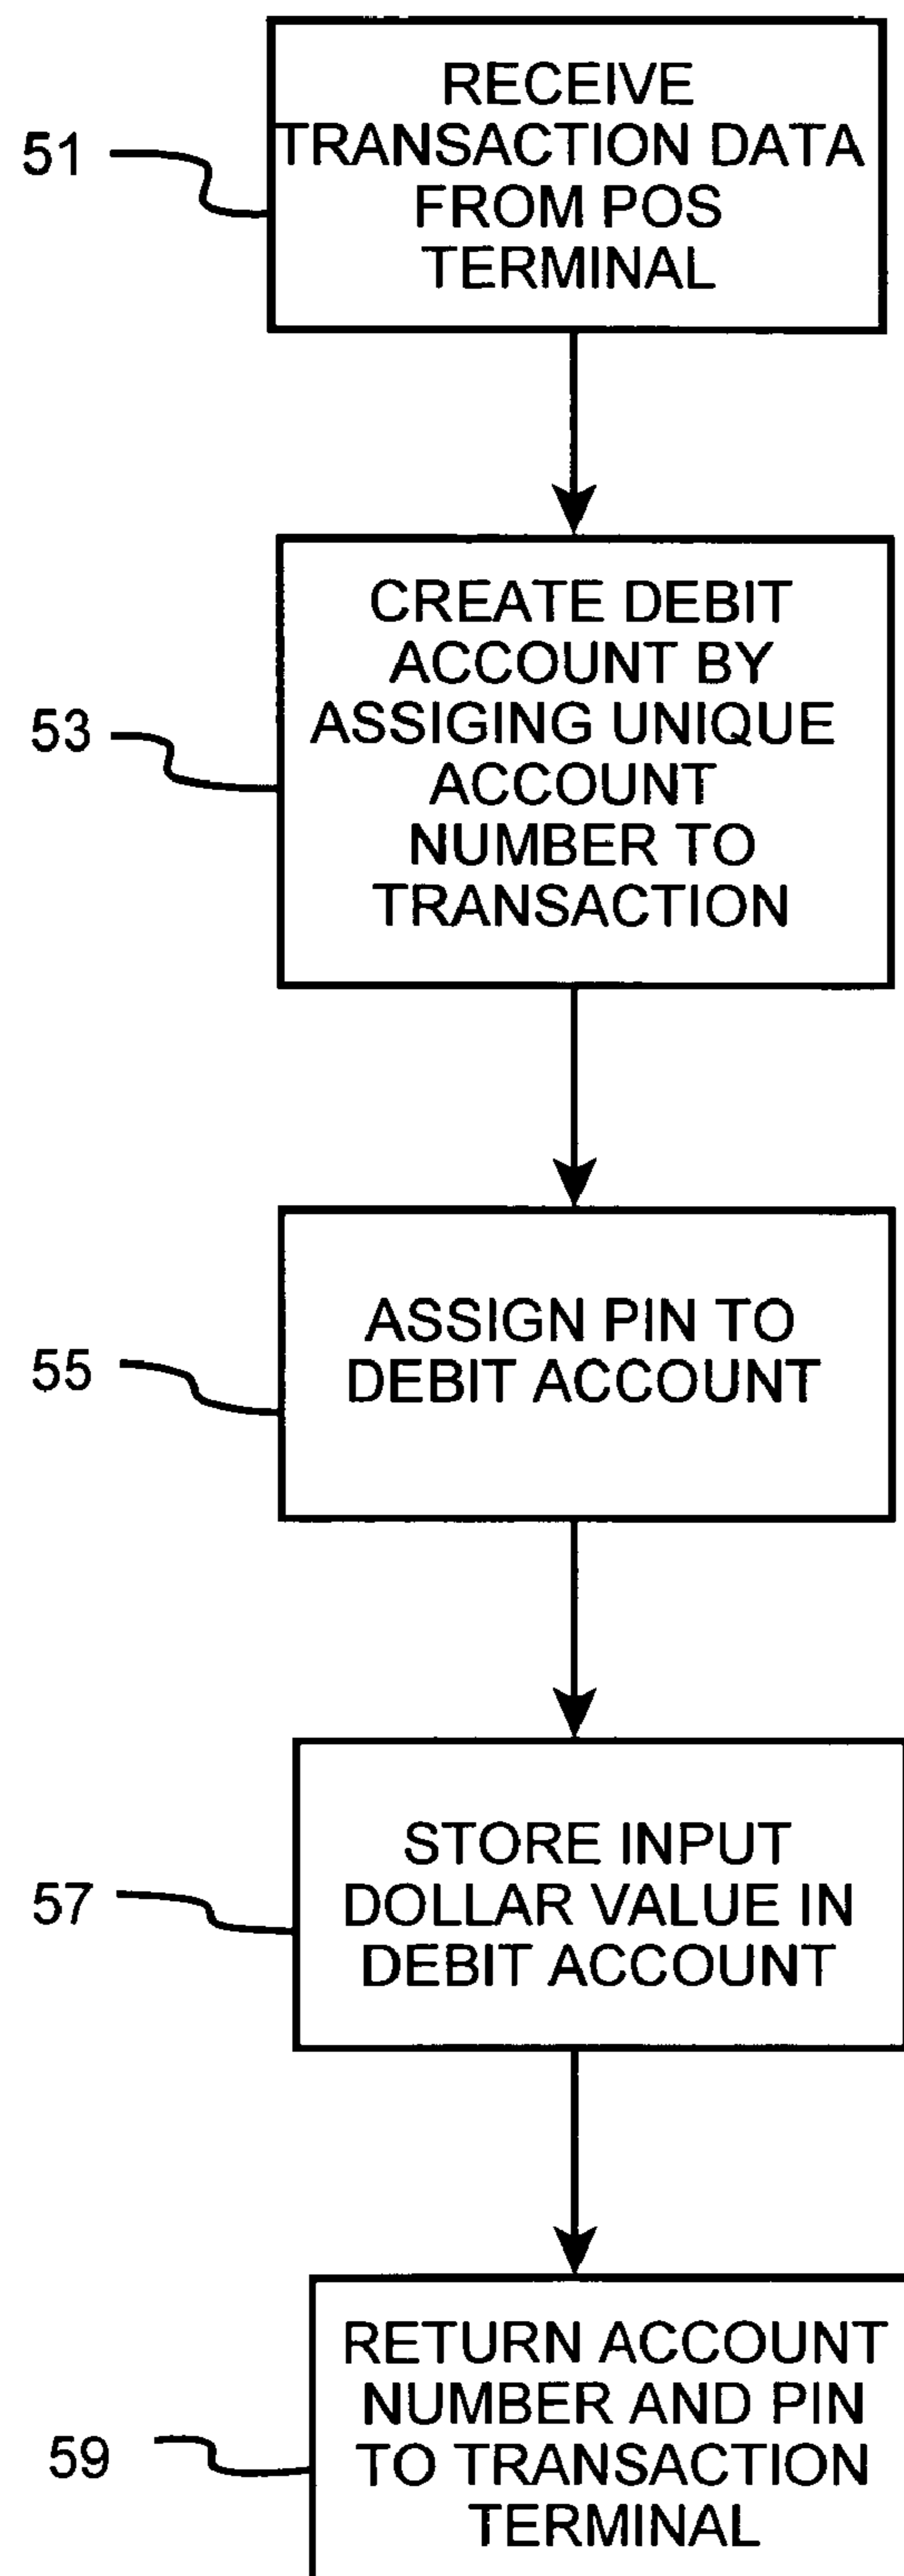 RECEIVE
51
TRANSACTION DATA
FROM POS
TERMINAL
CREATE DEBIT
ACCOUNT BY
53
ASSIGING UNIQUE
ACCOUNT
NUMBER TO
TRANSACTION
ASSIGN PIN TO
55
DEBIT ACCOUNT
STORE INPUT
57
DOLLAR VALUE IN
DEBIT ACCOUNT
RETURN ACCOUNT
NUMBER AND PIN
59
TO TRANSACTION
TERMINAL